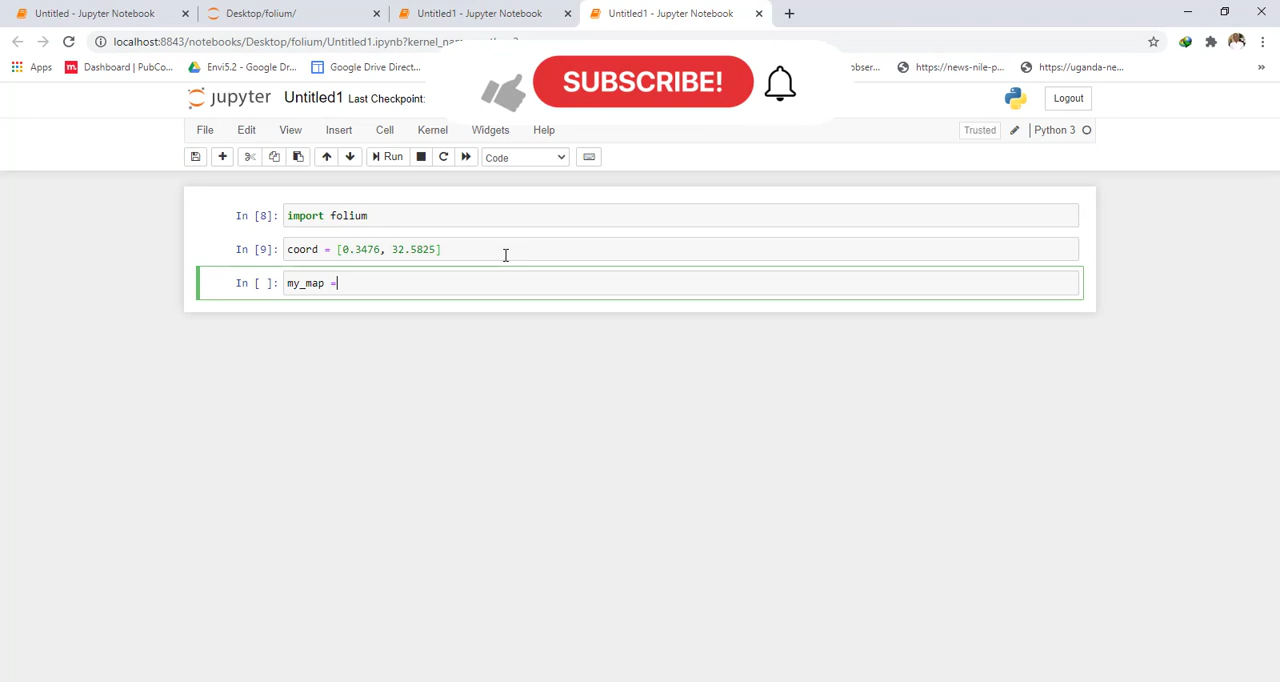 Untitled - Jupyter Notebook
Desktop/folium/
Untitled1 - Jupyter Notebook
Untitled1 - Jupyter Notebook
localhost:8843/notebooks/Desktop/folium/Untitled1.ipynb?kernel_
Apps
Dashboard | PubCo...
Envi5.2 - Google Dr...
Google Drive Direct...
obser...
https://news-nile-p...
https://uganda-ne...
SUBSCRIBE!
jupyter
Untitled1 Last Checkpoint:
Logout
File Edit View Insert Cell Kernel Widgets Help
Trusted
Python 3
Run
Code
In [8]: import folium
In [9]: coord = [0.3476, 32.5825]
In [ ]: my_map =